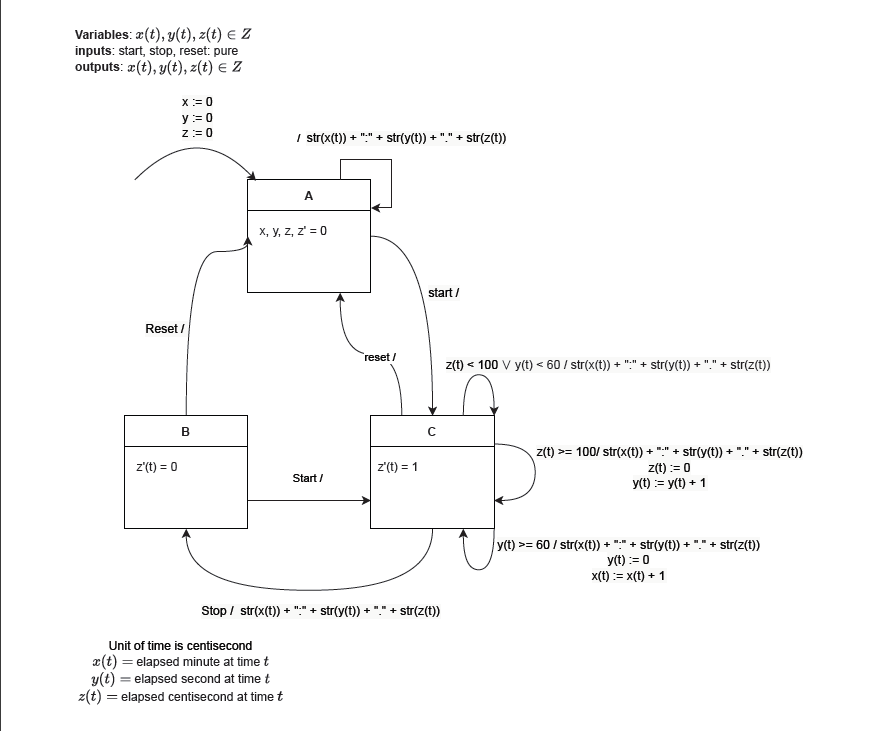 Variables: x(t), y(t), z(t) ∈ Z
inputs: start, stop, reset: pure
outputs: x(t), y(t), z(t) ∈ Z
x := 0
y := 0
z := 0
/ str(x(t)) + ":" + str(y(t)) + "." + str(z(t))
A
x, y, z, z' = 0
start /
Reset /
reset /
z(t) < 100 ∨ y(t) < 60 / str(x(t)) + ":" + str(y(t)) + "." + str(z(t))
B
C
z'(t) = 0
z'(t) = 1
Start /
z(t) >= 100/ str(x(t)) + ":" + str(y(t)) + "." + str(z(t))
z(t) := 0
y(t) := y(t) + 1
y(t) >= 60 / str(x(t)) + ":" + str(y(t)) + "." + str(z(t))
y(t) := 0
x(t) := x(t) + 1
Stop / str(x(t)) + ":" + str(y(t)) + "." + str(z(t))
Unit of time is centisecond
x(t) = elapsed minute at time t
y(t) = elapsed second at time t
z(t) = elapsed centisecond at time t